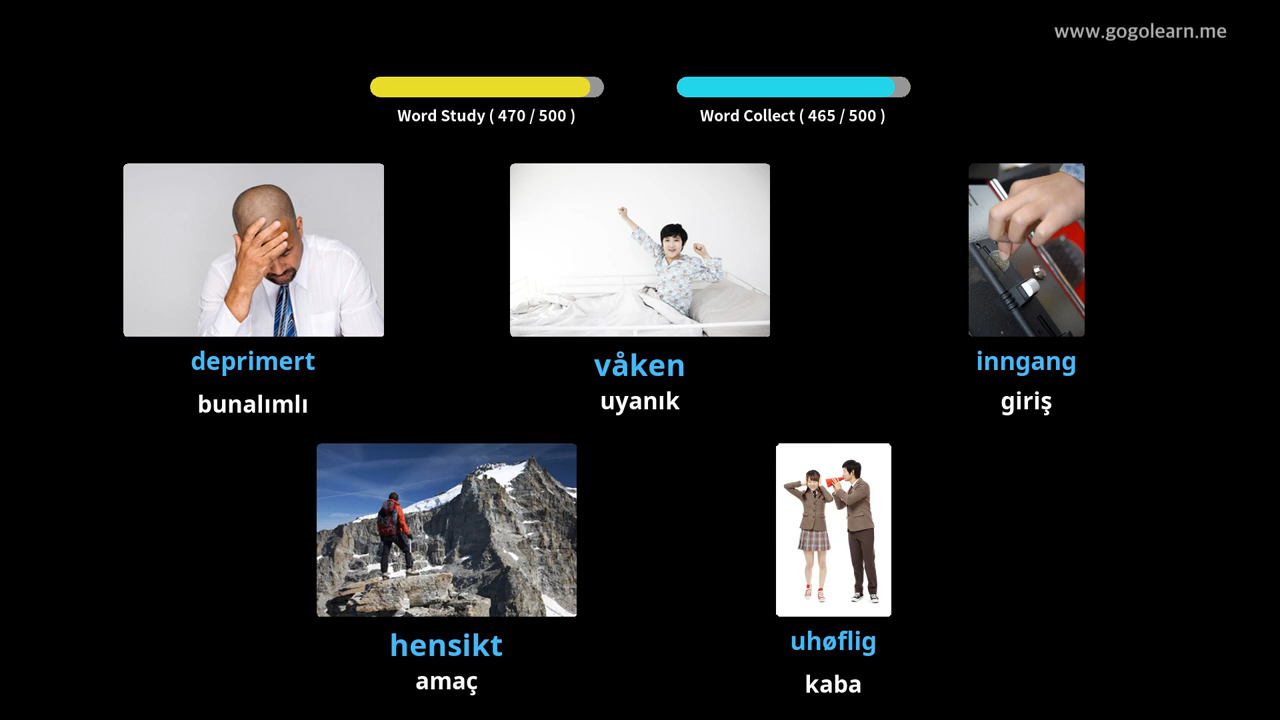 www.gogolearn.me
Word Study ( 470 / 500 )
Word Collect ( 465 / 500 )
deprimert
bunalımlı
våken
uyanık
inngang
giriş
hensikt
amaç
uhøflig
kaba